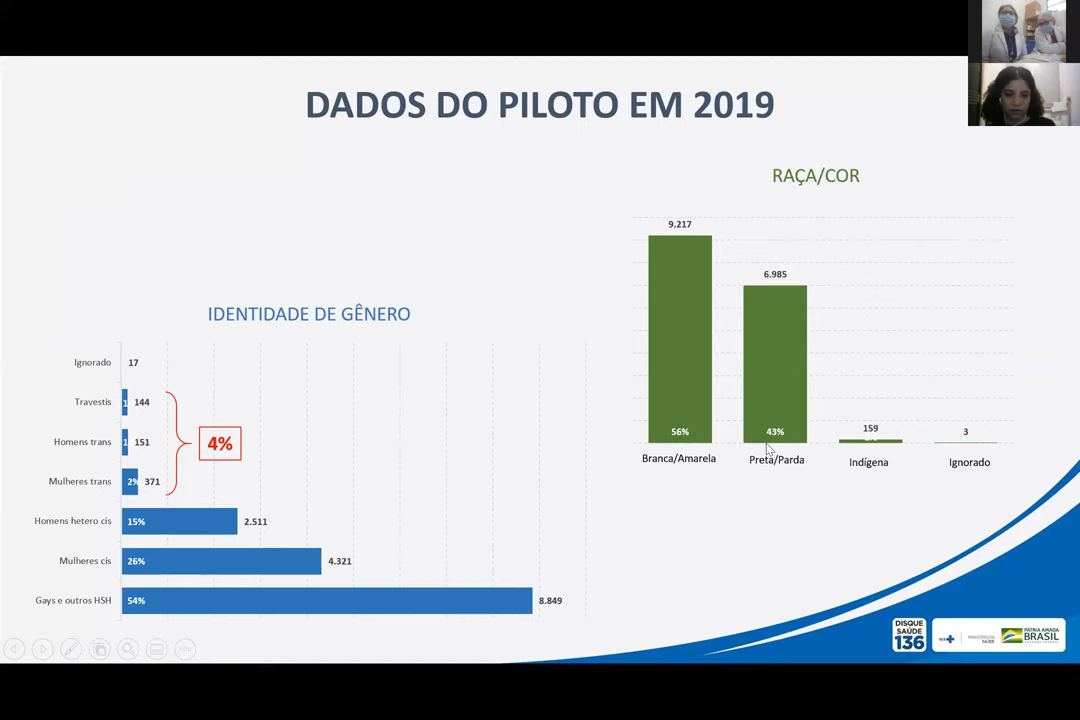 DADOS DO PILOTO EM 2019
IDENTIDADE DE GÊNERO
Ignorado 17
Travestis 144
Homens trans 151
Mulheres trans 2% 371
4%
Homens hetero cis 15% 2.511
Mulheres cis 26% 4.321
Gays e outros HSH 54% 8.849
RAÇA/COR
9.217
6.985
159
3
56%
43%
Branca/Amarela
Preta/Parda
Indígena
Ignorado
DISQUE
SAÚDE
136
SUS
MINISTÉRIO DA
SAÚDE
PÁTRIA AMADA
BRASIL